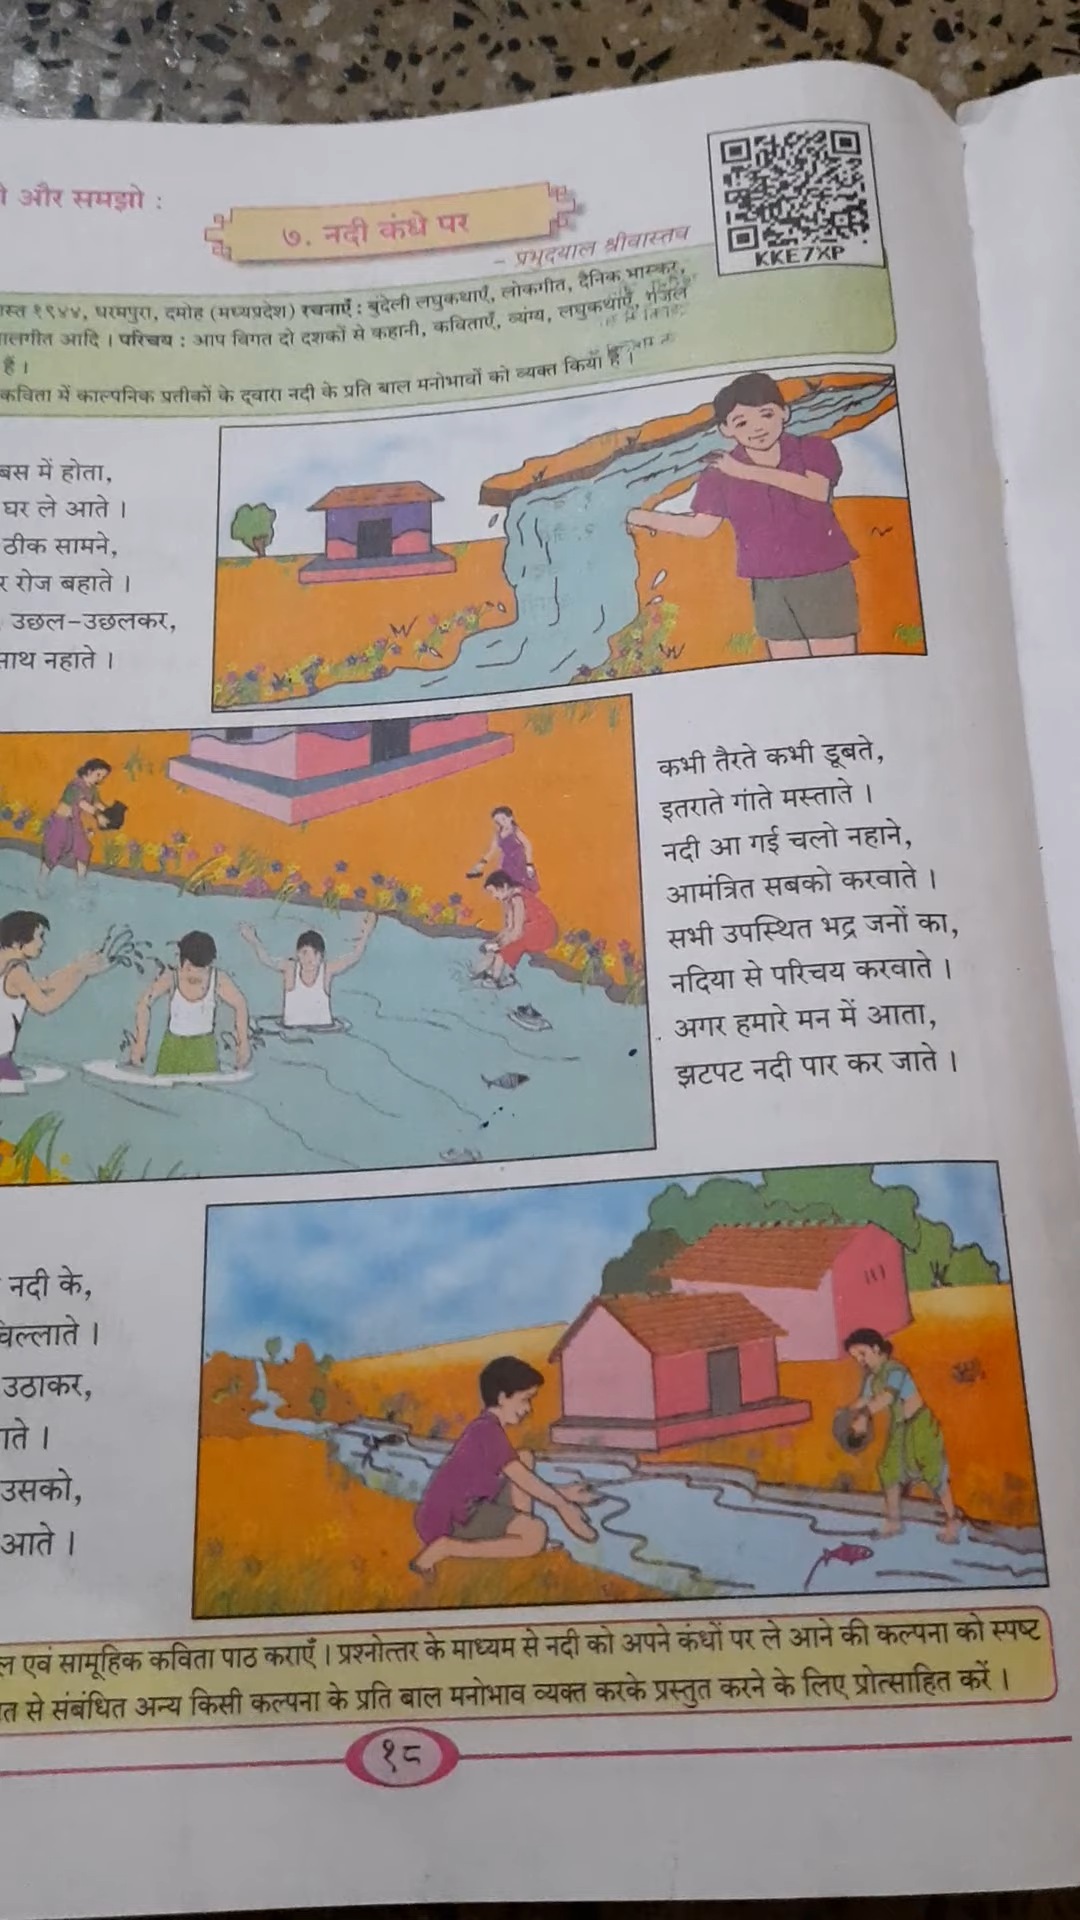 और समझो :
७. नदी कंधे पर
- प्रभुदयाल श्रीवास्तव
KKE7XP
१९४४, धरमपुरा, दमोह (मध्यप्रदेश) रचनाएँ : बुंदेली लघुकथाएँ, लोकगीत, दैनिक भास्कर,
बालगीत आदि । परिचय : आप विगत दो दशकों से कहानी, कविताएँ, व्यंग्य, लघुकथाएँ, गजल
हैं ।
कविता में काल्पनिक प्रतीकों के द्वारा नदी के प्रति बाल मनोभावों को व्यक्त किया है ।
बस में होता,
घर ले आते ।
ठीक सामने,
रोज बहाते ।
उछल-उछलकर,
साथ नहाते ।
कभी तैरते कभी डूबते,
इतराते गाते मस्ताते ।
नदी आ गई चलो नहाने,
आमंत्रित सबको करवाते ।
सभी उपस्थित भद्र जनों का,
नदिया से परिचय करवाते ।
अगर हमारे मन में आता,
झटपट नदी पार कर जाते ।
नदी के,
चिल्लाते ।
उठाकर,
उसको,
आते ।
एवं सामूहिक कविता पाठ कराएँ । प्रश्नोत्तर के माध्यम से नदी को अपने कंधों पर ले आने की कल्पना को स्पष्ट
से संबंधित अन्य किसी कल्पना के प्रति बाल मनोभाव व्यक्त करके प्रस्तुत करने के लिए प्रोत्साहित करें ।
१८